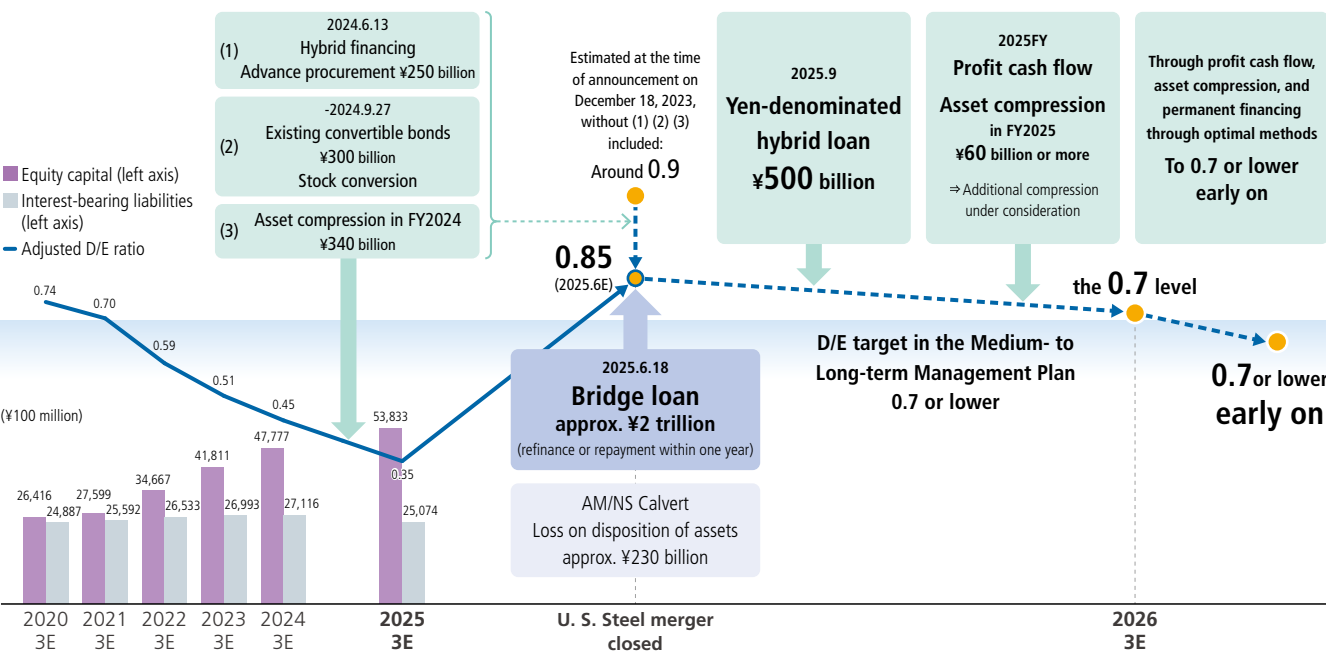 2024.6.13
(1) Hybrid financing
Advance procurement ¥250 billion
-2024.9.27
Existing convertible bonds
(2) ¥300 billion
Stock conversion
(3) Asset compression in FY2024
¥340 billion
Estimated at the time
of announcement on
December 18, 2023,
without (1) (2) (3)
included:
Around 0.9
2025.9
Yen-denominated
hybrid loan
¥500 billion
2025FY
Profit cash flow
Asset compression
in FY2025
¥60 billion or more
⇒ Additional compression
under consideration
Through profit cash flow,
asset compression, and
permanent financing
through optimal methods
To 0.7 or lower
early on
Equity capital (left axis)
Interest-bearing liabilities
(left axis)
Adjusted D/E ratio
0.85
(2025.6E)
the 0.7 level
0.74
0.70
0.59
0.51
0.45
0.35
D/E target in the Medium- to
Long-term Management Plan
0.7 or lower
0.7 or lower
early on
2025.6.18
Bridge loan
approx. ¥2 trillion
(refinance or repayment within one year)
AM/NS Calvert
Loss on disposition of assets
approx. ¥230 billion
(¥100 million)
26,416
24,887
27,599
25,592
34,667
26,533
41,811
26,993
47,777
27,116
53,833
25,074
2020
3E
2021
3E
2022
3E
2023
3E
2024
3E
2025
3E
U. S. Steel merger
closed
2026
3E